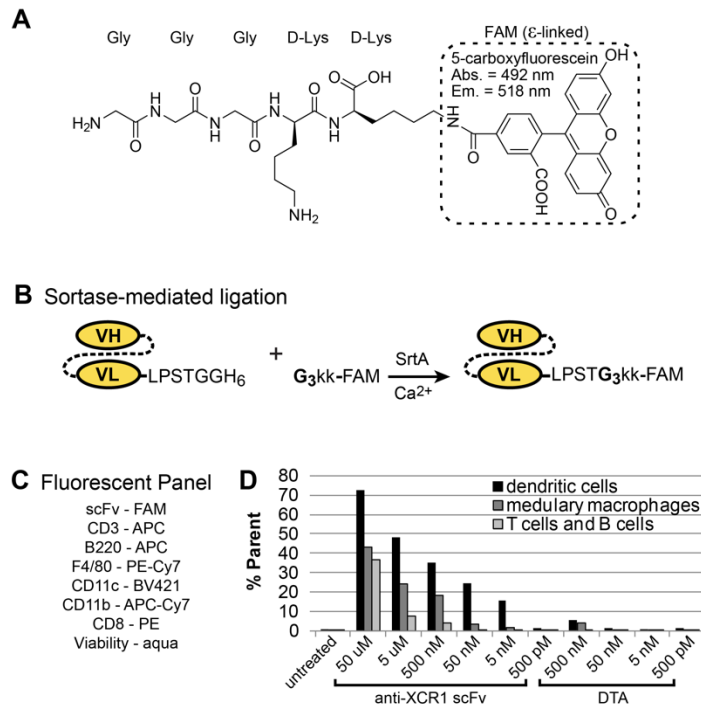 A
Gly Gly Gly D-Lys D-Lys
FAM (ε-linked)
5-carboxyfluorescein
Abs. = 492 nm
Em. = 518 nm
OH
O
OH
O
H
N
O
H
N
O
H2N
O
N
H
O
N
H
H
N
O
O
COOH
O
NH2
B Sortase-mediated ligation
VH
VL
LPSTGGH6
+
G3kk-FAM
SrtA
Ca2+
VH
VL
LPSTG3kk-FAM
C Fluorescent Panel
scFv - FAM
CD3 - APC
B220 - APC
F4/80 - PE-Cy7
CD11c - BV421
CD11b - APC-Cy7
CD8 - PE
Viability - aqua
D
% Parent
80
70
60
50
40
30
20
10
0
dendritic cells
medulary macrophages
T cells and B cells
untreated
50 uM
5 uM
500 nM
50 nM
5 nM
500 pM
500 nM
50 nM
5 nM
500 pM
anti-XCR1 scFv
DTA